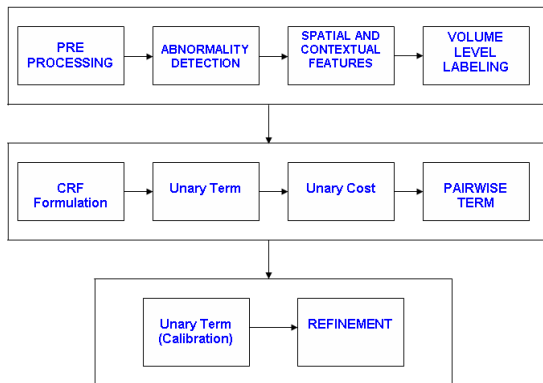 PRE
PROCESSING
ABNORMALITY
DETECTION
SPATIAL AND
CONTEXTUAL
FEATURES
VOLUME
LEVEL
LABELING
CRF
Formulation
Unary Term
Unary Cost
PAIRWISE
TERM
Unary Term
(Calibration)
REFINEMENT